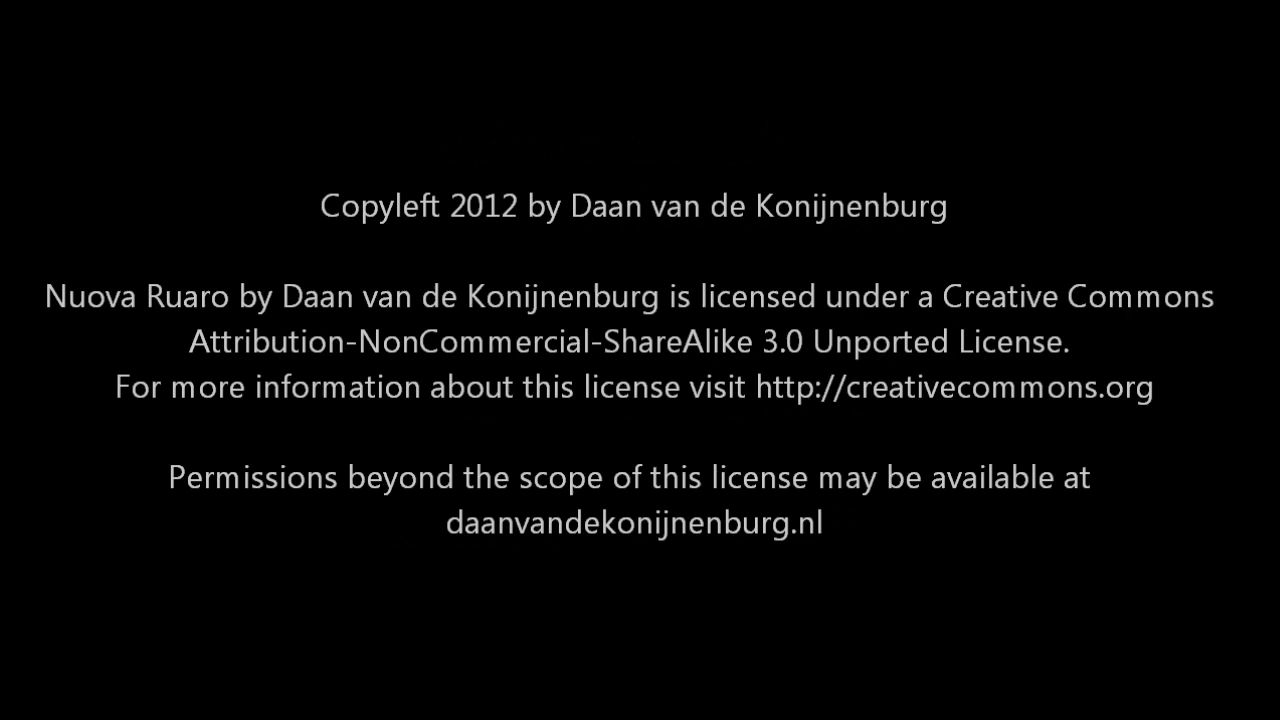 Copyleft 2012 by Daan van de Konijnenburg
Nuova Ruaro by Daan van de Konijnenburg is licensed under a Creative Commons
Attribution-NonCommercial-ShareAlike 3.0 Unported License.
For more information about this license visit http://creativecommons.org
Permissions beyond the scope of this license may be available at
daanvandekonijnenburg.nl